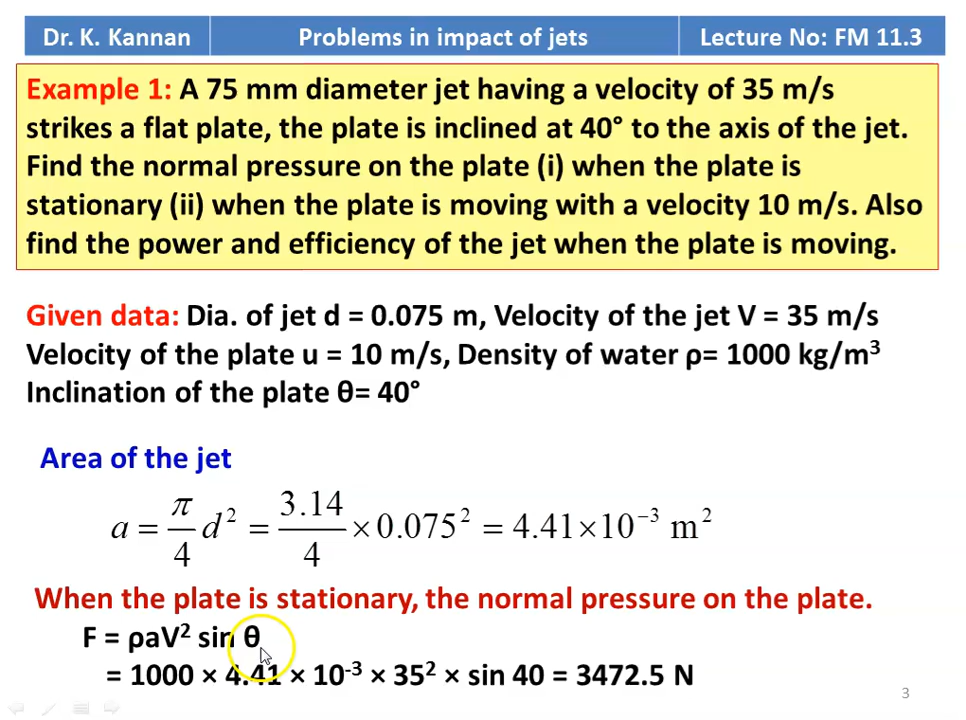 Dr. K. Kannan Problems in impact of jets Lecture No: FM 11.3
Example 1: A 75 mm diameter jet having a velocity of 35 m/s
strikes a flat plate, the plate is inclined at 40° to the axis of the jet.
Find the normal pressure on the plate (i) when the plate is
stationary (ii) when the plate is moving with a velocity 10 m/s. Also
find the power and efficiency of the jet when the plate is moving.
Given data: Dia. of jet d = 0.075 m, Velocity of the jet V = 35 m/s
Velocity of the plate u = 10 m/s, Density of water ρ= 1000 kg/m³
Inclination of the plate θ= 40°
Area of the jet
a = π/4 d² = 3.14/4 × 0.075² = 4.41×10⁻³ m²
When the plate is stationary, the normal pressure on the plate.
F = ρaV² sin θ
= 1000 × 4.41 × 10⁻³ × 35² × sin 40 = 3472.5 N
3